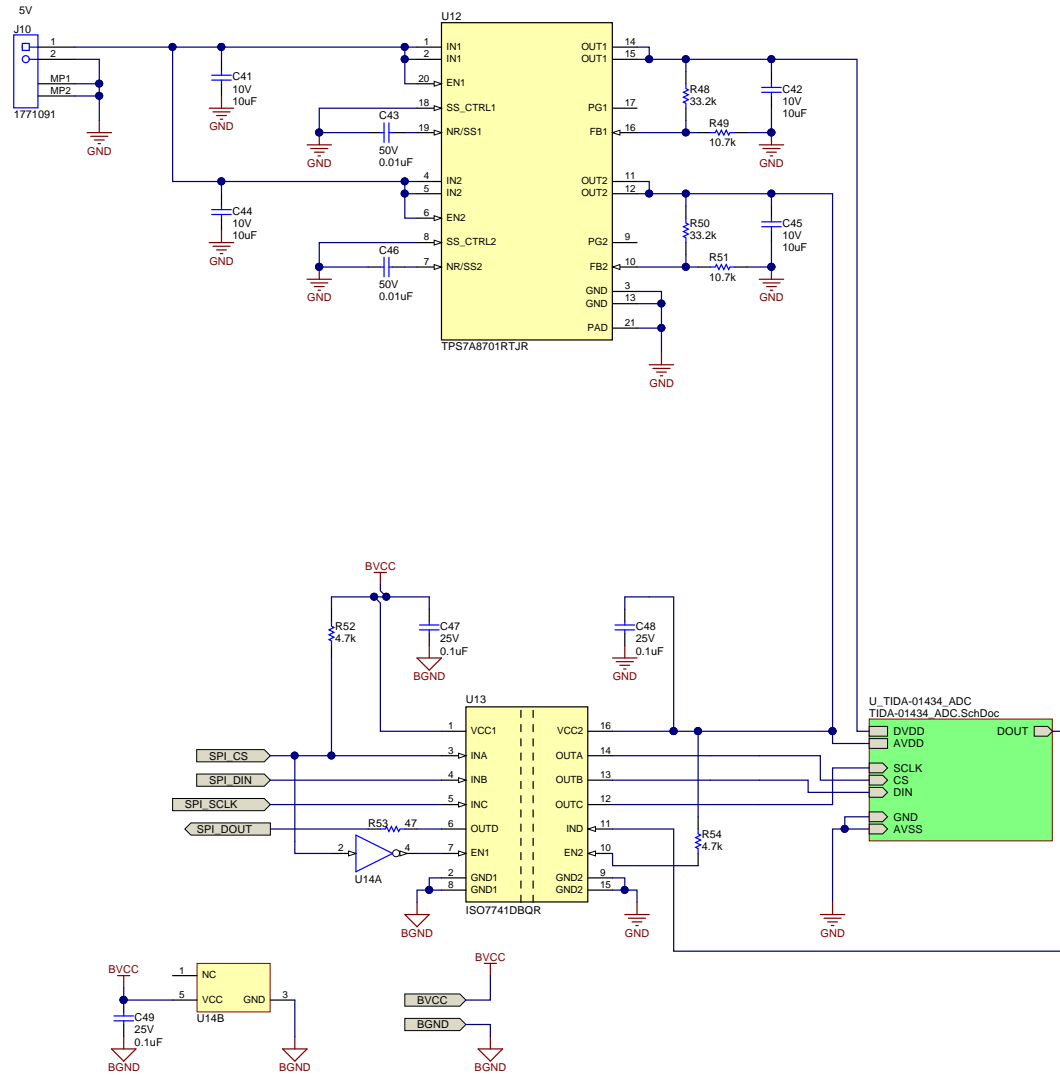 5V
J10
1
2
MP1
MP2
1771091
GND
C41
10V
10uF
GND
C43
50V
0.01uF
GND
C44
10V
10uF
GND
C46
50V
0.01uF
GND
U12
1 IN1 OUT1 14
2 IN1 OUT1 15
20 EN1
18 SS_CTRL1 PG1 17
19 NR/SS1 FB1 16
4 IN2 OUT2 11
5 IN2 OUT2 12
6 EN2
8 SS_CTRL2 PG2 9
7 NR/SS2 FB2 10
GND 3
GND 13
PAD 21
TPS7A8701RTJR
GND
R48
33.2k
R49
10.7k
C42
10V
10uF
GND
R50
33.2k
R51
10.7k
C45
10V
10uF
GND
BVCC
R52
4.7k
C47
25V
0.1uF
BGND
C48
25V
0.1uF
GND
U13
1 VCC1 VCC2 16
3 INA OUTA 14
4 INB OUTB 13
5 INC OUTC 12
6 OUTD IND 11
7 EN1 EN2 10
2 GND1 GND2 9
8 GND1 GND2 15
ISO7741DBQR
SPI_CS
SPI_DIN
SPI_SCLK
SPI_DOUT
R53 47
2 4
U14A
BGND
R54
4.7k
GND
U_TIDA-01434_ADC
TIDA-01434_ADC.SchDoc
DVDD DOUT
AVDD
SCLK
CS
DIN
GND
AVSS
GND
BVCC
1 NC
5 VCC GND 3
U14B
C49
25V
0.1uF
BGND
BGND
BVCC
BVCC
BGND
BGND